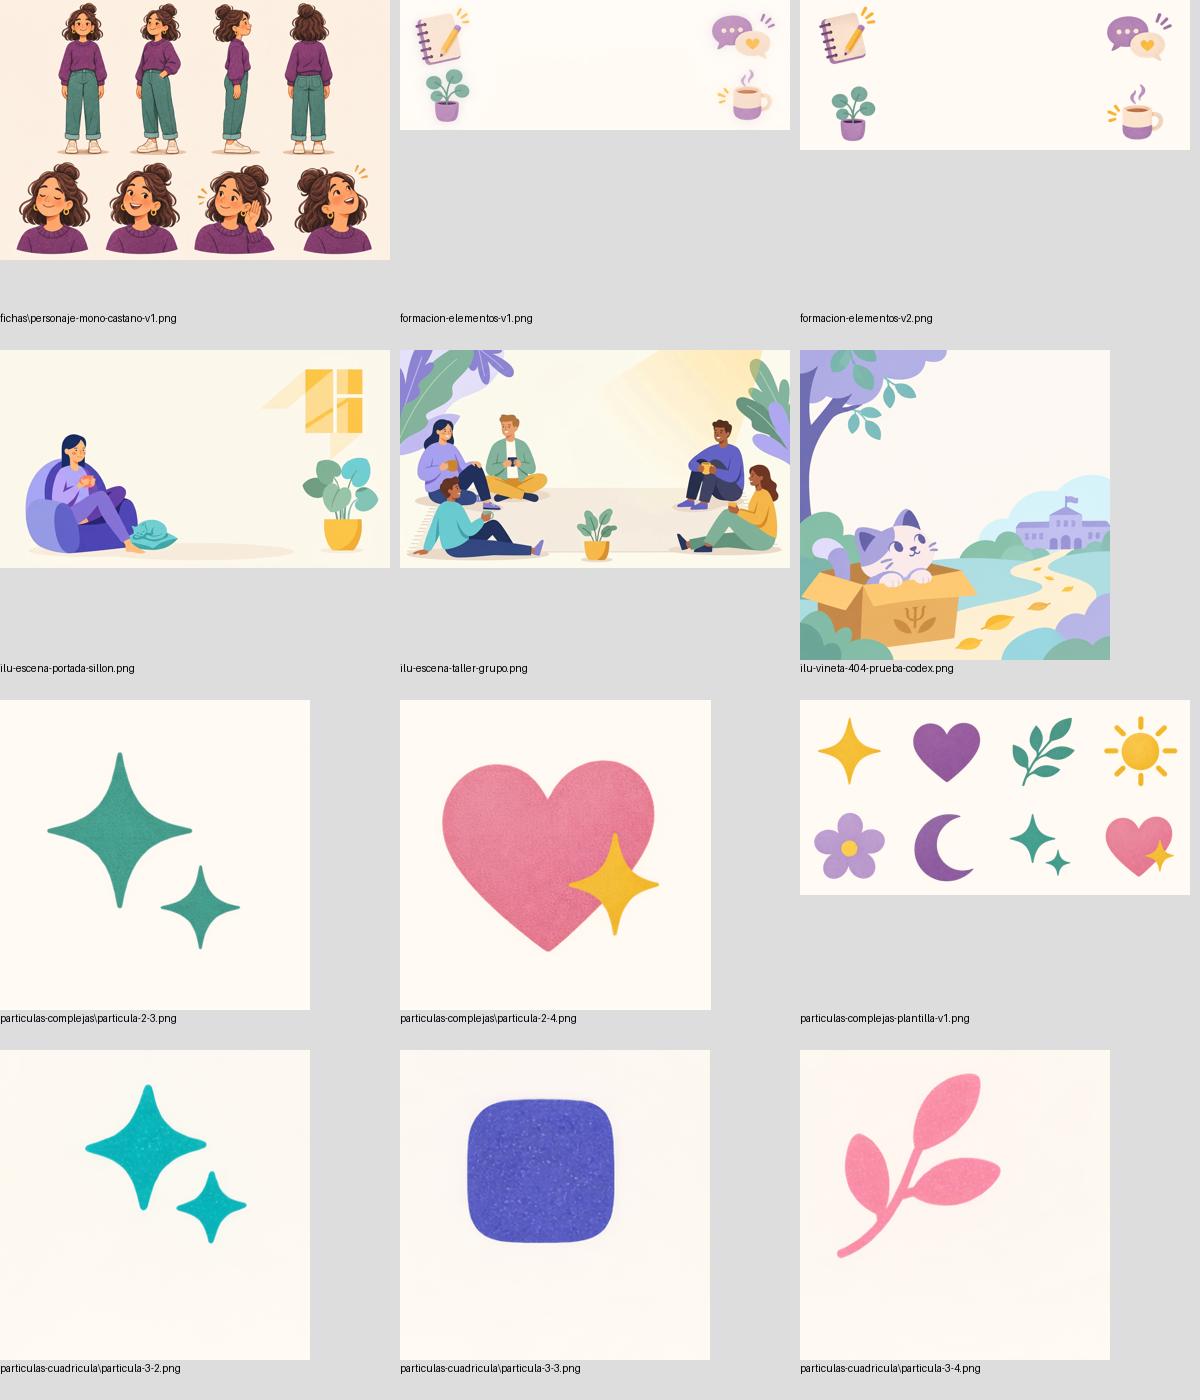 fichas\personaje-mono-castano-v1.png
formacion-elementos-v1.png
formacion-elementos-v2.png
ilu-escena-portada-sillon.png
ilu-escena-taller-grupo.png
Ψ
ilu-vineta-404-prueba-codex.png
particulas-complejas\particula-2-3.png
particulas-complejas\particula-2-4.png
particulas-complejas-plantilla-v1.png
particulas-cuadricula\particula-3-2.png
particulas-cuadricula\particula-3-3.png
particulas-cuadricula\particula-3-4.png